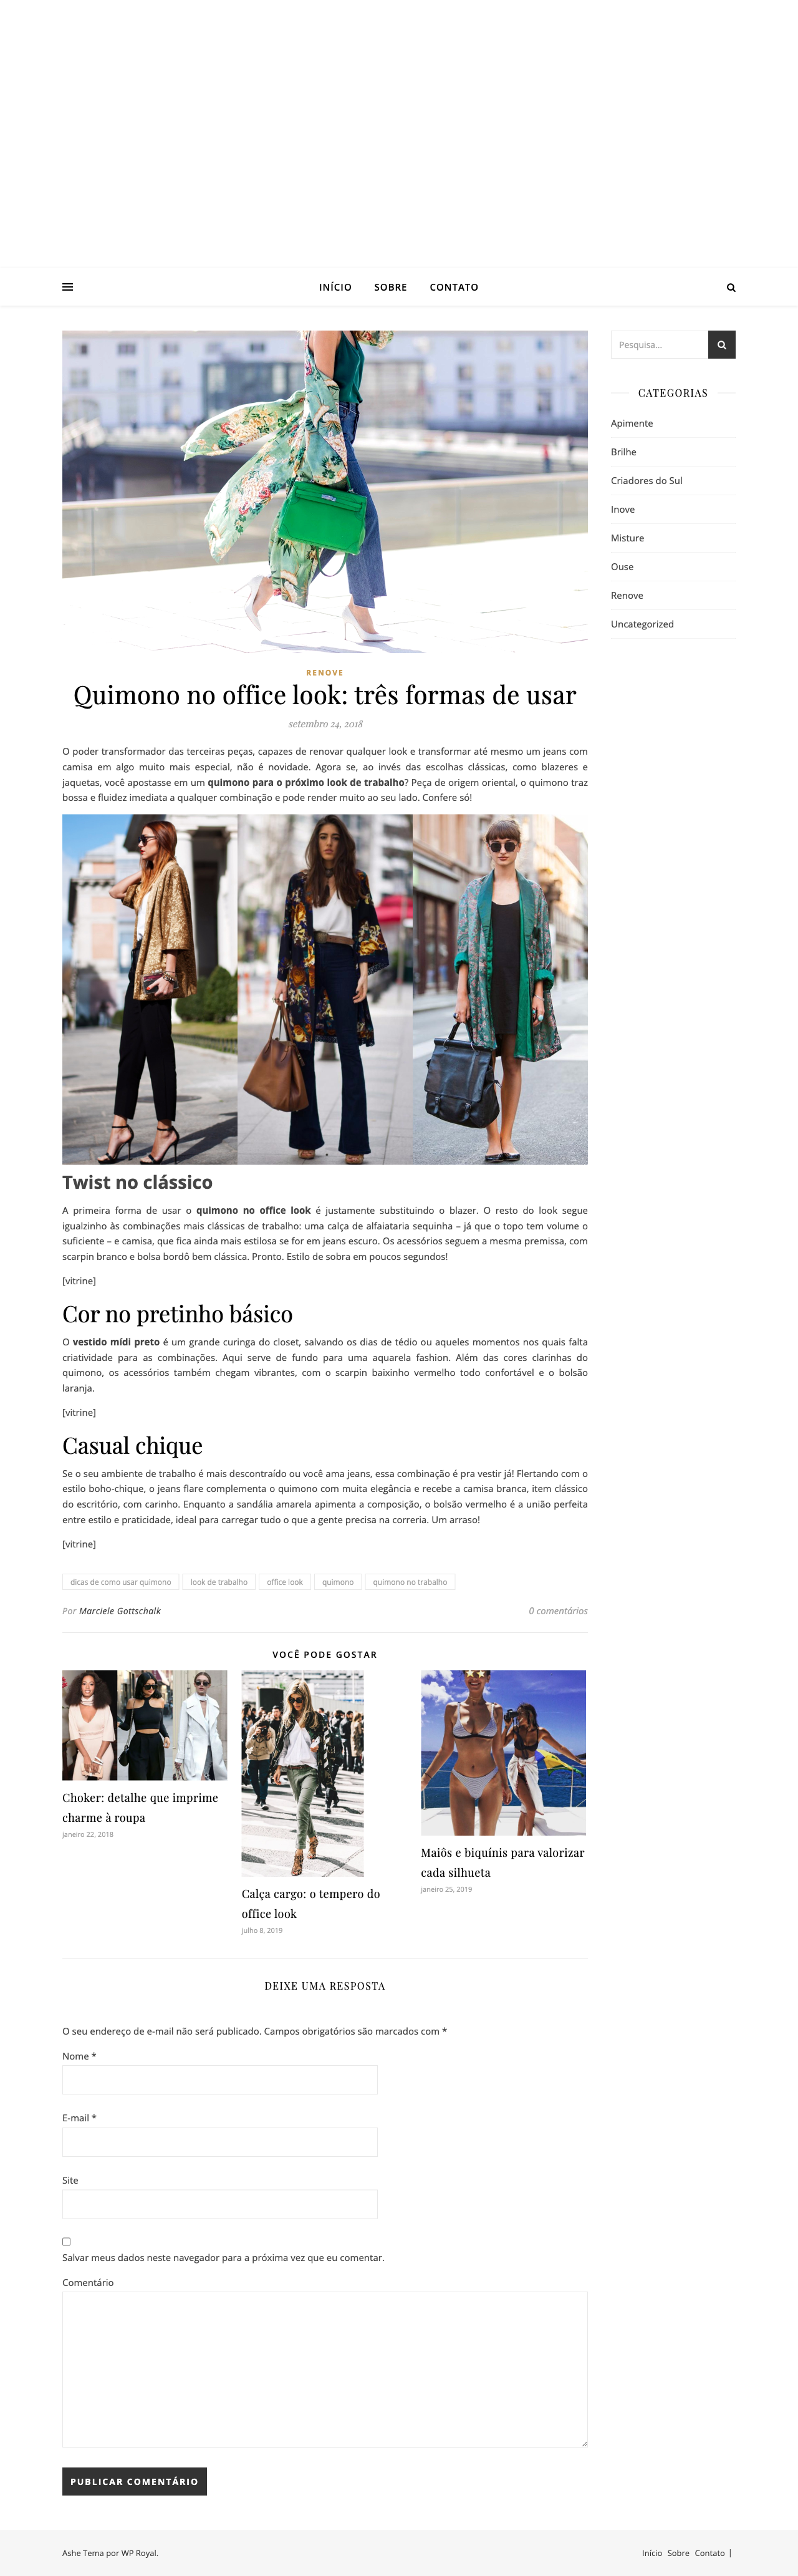 INÍCIO SOBRE CONTATO
Pesquisa...
CATEGORIAS
Apimente
Brilhe
Criadores do Sul
Inove
Misture
Ouse
Renove
Uncategorized
RENOVE
Quimono no office look: três formas de usar
setembro 24, 2018
O poder transformador das terceiras peças, capazes de renovar qualquer look e transformar até mesmo um jeans com
camisa em algo muito mais especial, não é novidade. Agora se, ao invés das escolhas clássicas, como blazeres e
jaquetas, você apostasse em um quimono para o próximo look de trabalho? Peça de origem oriental, o quimono traz
bossa e fluidez imediata a qualquer combinação e pode render muito ao seu lado. Confere só!
Twist no clássico
A primeira forma de usar o quimono no office look é justamente substituindo o blazer. O resto do look segue
igualzinho às combinações mais clássicas de trabalho: uma calça de alfaiataria sequinha – já que o topo tem volume o
suficiente – e camisa, que fica ainda mais estilosa se for em jeans escuro. Os acessórios seguem a mesma premissa, com
scarpin branco e bolsa bordô bem clássica. Pronto. Estilo de sobra em poucos segundos!
[vitrine]
Cor no pretinho básico
O vestido mídi preto é um grande curinga do closet, salvando os dias de tédio ou aqueles momentos nos quais falta
criatividade para as combinações. Aqui serve de fundo para uma aquarela fashion. Além das cores clarinhas do
quimono, os acessórios também chegam vibrantes, com o scarpin baixinho vermelho todo confortável e o bolsão
laranja.
[vitrine]
Casual chique
Se o seu ambiente de trabalho é mais descontraído ou você ama jeans, essa combinação é pra vestir já! Flertando com o
estilo boho-chique, o jeans flare complementa o quimono com muita elegância e recebe a camisa branca, item clássico
do escritório, com carinho. Enquanto a sandália amarela apimenta a composição, o bolsão vermelho é a união perfeita
entre estilo e praticidade, ideal para carregar tudo o que a gente precisa na correria. Um arraso!
[vitrine]
dicas de como usar quimono look de trabalho office look quimono quimono no trabalho
Por Marciele Gottschalk 0 comentários
VOCÊ PODE GOSTAR
Choker: detalhe que imprime
charme à roupa
janeiro 22, 2018
Calça cargo: o tempero do
office look
julho 8, 2019
Maiôs e biquínis para valorizar
cada silhueta
janeiro 25, 2019
DEIXE UMA RESPOSTA
O seu endereço de e-mail não será publicado. Campos obrigatórios são marcados com *
Nome *
E-mail *
Site
Salvar meus dados neste navegador para a próxima vez que eu comentar.
Comentário
PUBLICAR COMENTÁRIO
Ashe Tema por WP Royal. Início Sobre Contato |